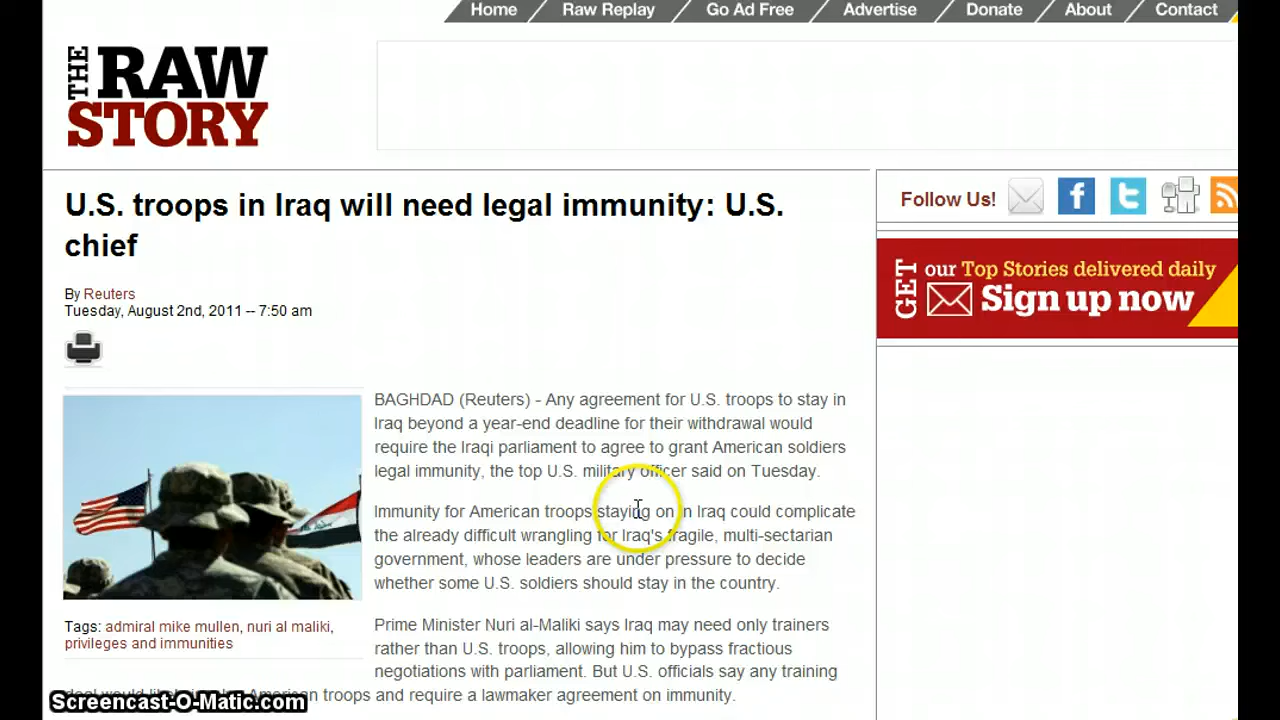 Home Raw Replay Go Ad Free Advertise Donate About Contact
THE RAW
STORY
U.S. troops in Iraq will need legal immunity: U.S.
chief
By Reuters
Tuesday, August 2nd, 2011 -- 7:50 am
BAGHDAD (Reuters) - Any agreement for U.S. troops to stay in
Iraq beyond a year-end deadline for their withdrawal would
require the Iraqi parliament to agree to grant American soldiers
legal immunity, the top U.S. military officer said on Tuesday.
Immunity for American troops staying on in Iraq could complicate
the already difficult wrangling for Iraq's fragile, multi-sectarian
government, whose leaders are under pressure to decide
whether some U.S. soldiers should stay in the country.
Tags: admiral mike mullen, nuri al maliki,
privileges and immunities
Prime Minister Nuri al-Maliki says Iraq may need only trainers
rather than U.S. troops, allowing him to bypass fractious
negotiations with parliament. But U.S. officials say any training
deal would American troops and require a lawmaker agreement on immunity.
Follow Us!
GET our Top Stories delivered daily
Sign up now
Screencast-O-Matic.com